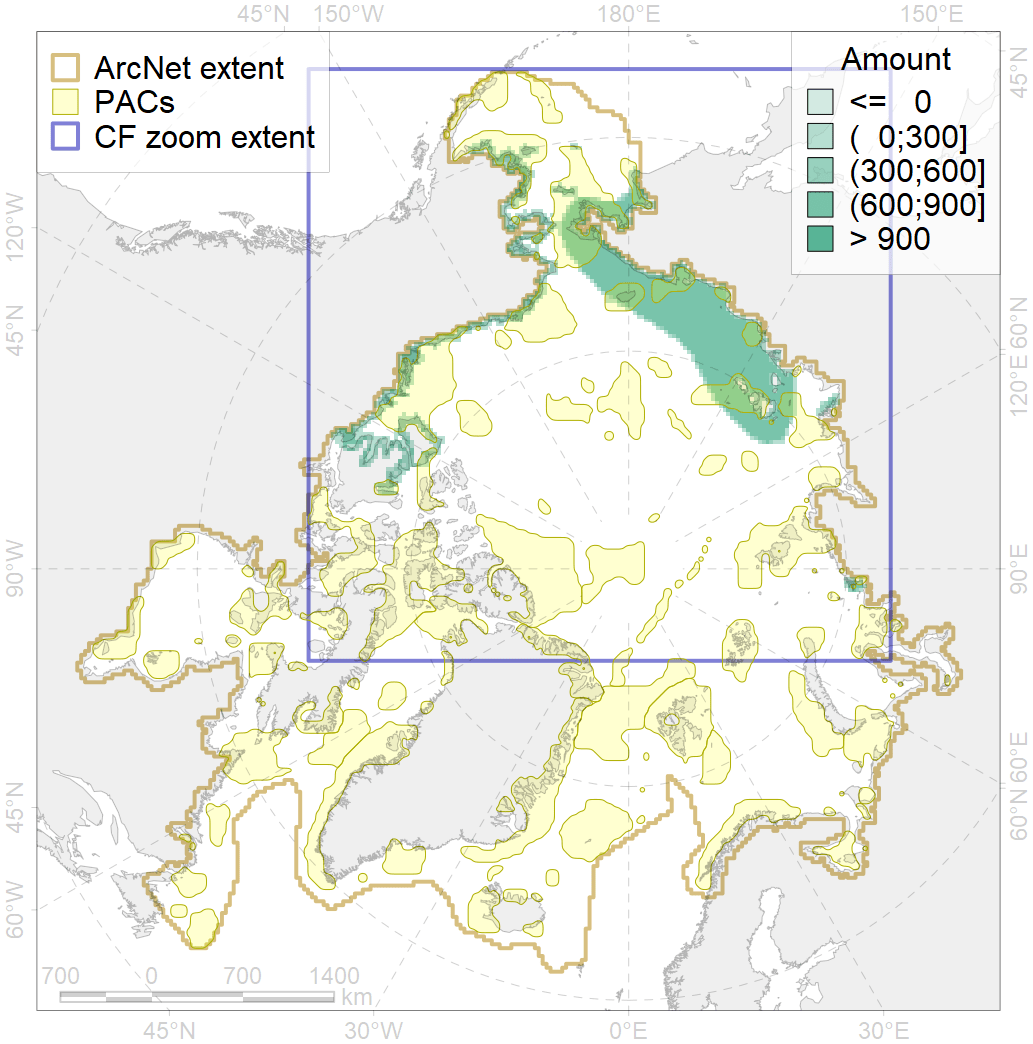 45°N 150°W 180°E 150°E
ArcNet extent
PACs
CF zoom extent
Amount
<= 0
( 0;300]
(300;600]
(600;900]
> 900
120°W
45°N
90°W
45°N
60°W
45°N
60°N
120°E
90°E
60°E
60°N
700 0 700 1400
km
45°N 30°W 0°E 30°E